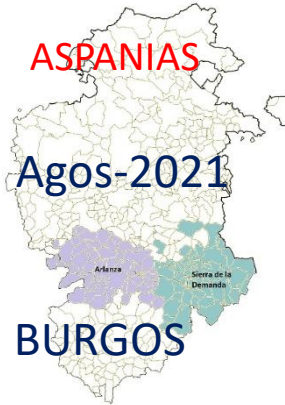 ASPANIAS
Agos-2021
Arlanza
Sierra de la
Demanda
BURGOS